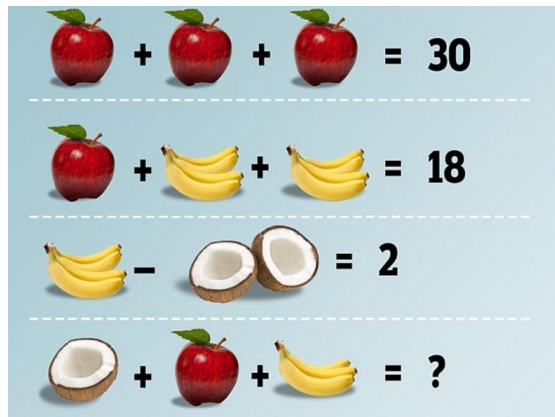 + + = 30
+ + = 18
– = 2
+ + = ?